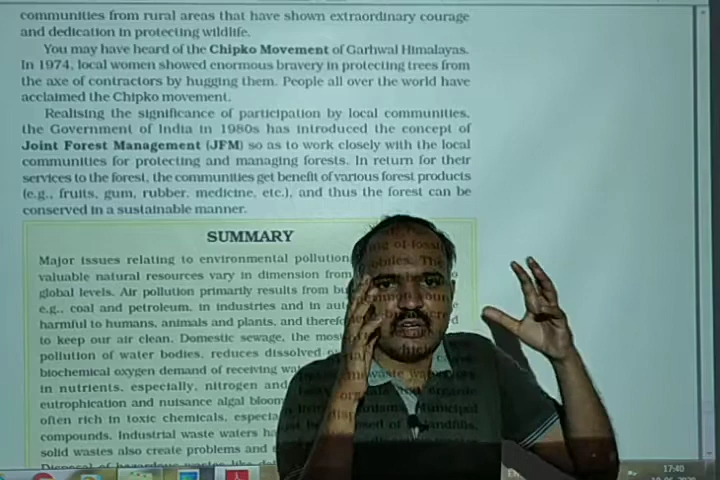 communities from rural areas that have shown extraordinary courage
and dedication in protecting wildlife.
You may have heard of the Chipko Movement of Garhwal Himalayas.
In 1974, local women showed enormous bravery in protecting trees from
the axe of contractors by hugging them. People all over the world have
acclaimed the Chipko movement.
Realising the significance of participation by local communities,
the Government of India in 1980s has introduced the concept of
Joint Forest Management (JFM) so as to work closely with the local
communities for protecting and managing forests. In return for their
services to the forest, the communities get benefit of various forest products
(e.g., fruits, gum, rubber, medicine, etc.), and thus the forest can be
conserved in a sustainable manner.
SUMMARY
Major issues relating to environmental pollution
valuable natural resources vary in dimension from
global levels. Air pollution primarily results from
e.g., coal and petroleum, in industries and in
harmful to humans, animals and plants, and
to keep our air clean. Domestic sewage, the
pollution of water bodies, reduces dissolved
biochemical oxygen demand of receiving
in nutrients, especially, nitrogen and
eutrophication and nuisance algal
often rich in toxic chemicals,
compounds. Industrial waste waters
solid wastes also create problems and
Disposal of hazardous wastes like
17:40